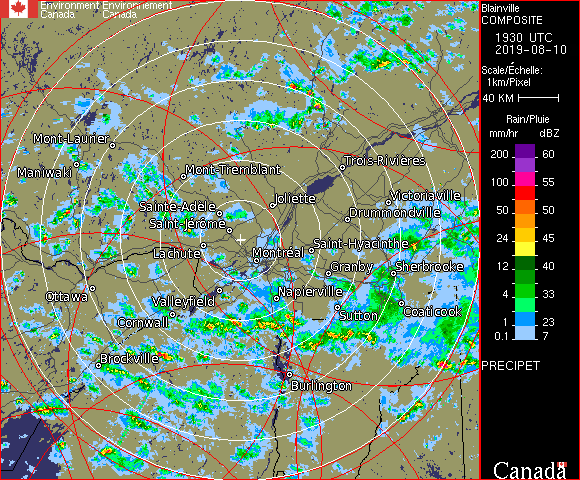 Environment Environnement
Canada Canada
Blainville
COMPOSITE
1930 UTC
2019-08-10
Scale/Échelle:
1km/Pixel
40 KM
Rain/Pluie
mm/hr dBZ
200 60
100 55
50 50
24 45
12 40
4 33
1 23
0.1 7
PRECIPET
Mont-Laurier
Maniwaki
Mont-Tremblant
Trois-Rivieres
Joliette
Victoriaville
Sainte-Adele
Drummondville
Saint-Jerome
Saint-Hyacinthe
Lachute
Montréal
Granby
Sherbrooke
Ottawa
Valleyfield
Napierville
Cornwall
Sutton
Coaticook
Brockville
Burlington
Canada